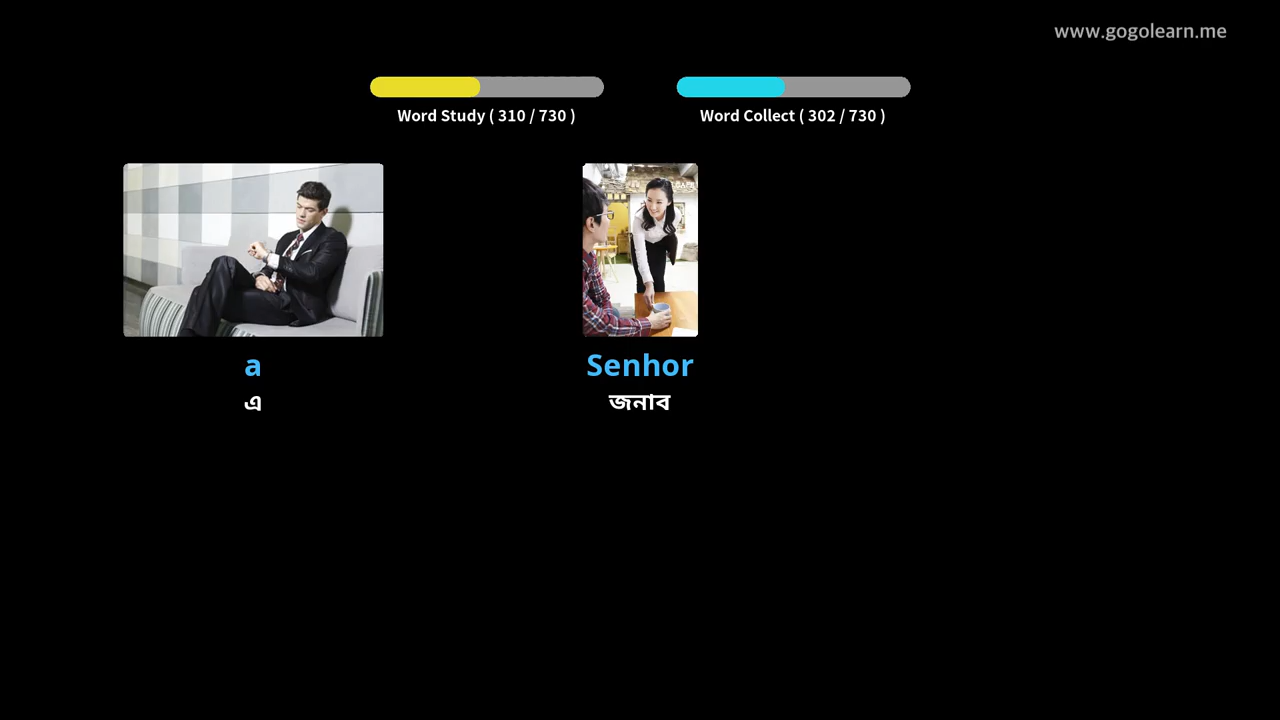 www.gogolearn.me
Word Study ( 310 / 730 )
Word Collect ( 302 / 730 )
a
এ
Senhor
জনাব